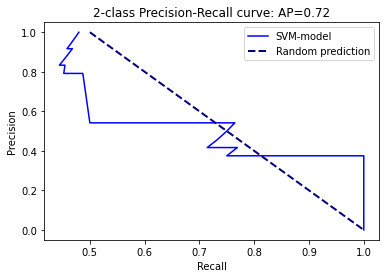 2-class Precision-Recall curve: AP=0.72
SVM-model
Random prediction
1.0
0.8
0.6
0.4
0.2
0.0
Precision
0.5 0.6 0.7 0.8 0.9 1.0
Recall